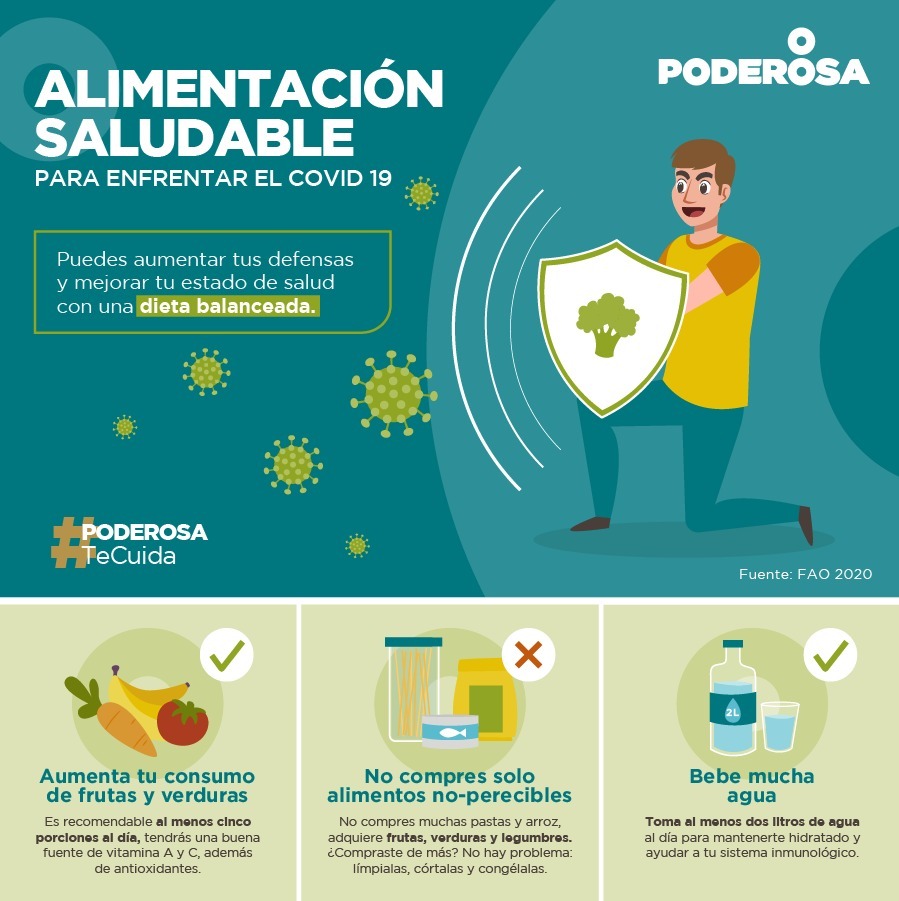 PODEROSA
ALIMENTACIÓN
SALUDABLE
PARA ENFRENTAR EL COVID 19
Puedes aumentar tus defensas
y mejorar tu estado de salud
con una dieta balanceada.
#PODEROSA
TeCuida
Fuente: FAO 2020
Aumenta tu consumo
de frutas y verduras
Es recomendable al menos cinco
porciones al día, tendrás una buena
fuente de vitamina A y C, además
de antioxidantes.
No compres solo
alimentos no-perecibles
No compres muchas pastas y arroz,
adquiere frutas, verduras y legumbres.
¿Compraste de más? No hay problema:
límpialas, córtalas y congélalas.
2L
Bebe mucha
agua
Toma al menos dos litros de agua
al día para mantenerte hidratado y
ayudar a tu sistema inmunológico.